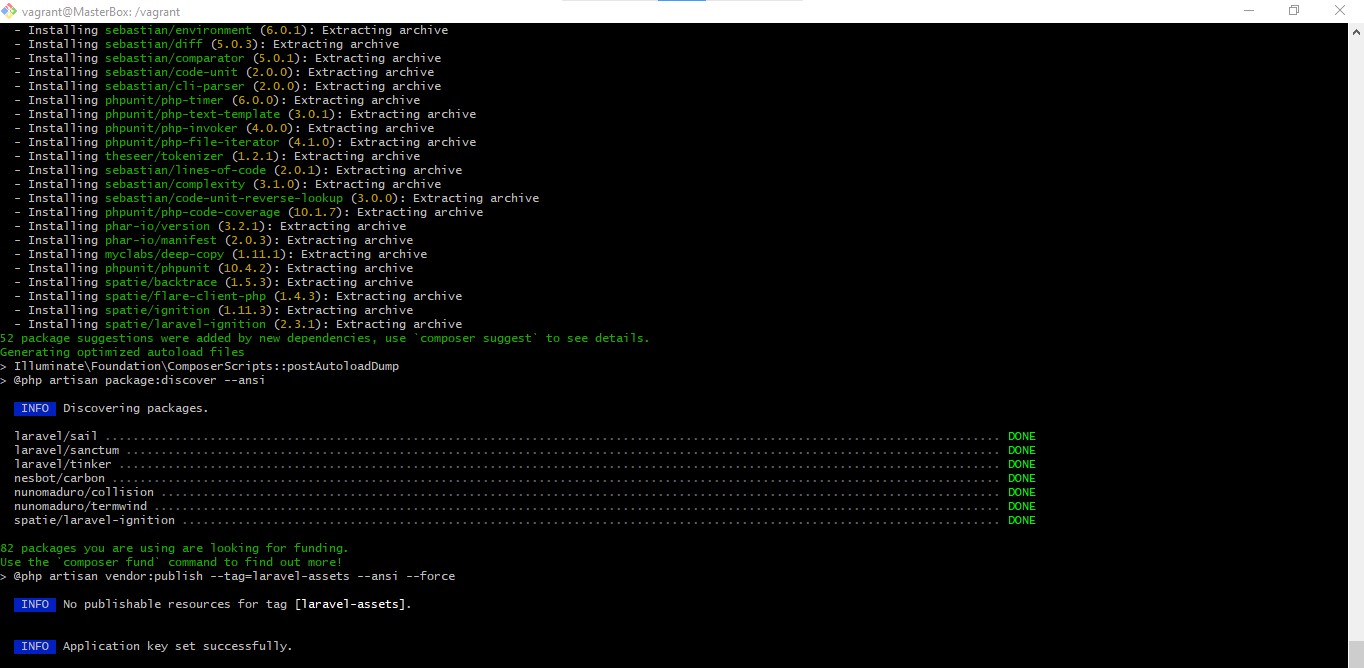 vagrant@MasterBox: /vagrant
- Installing sebastian/environment (6.0.1): Extracting archive
- Installing sebastian/diff (5.0.3): Extracting archive
- Installing sebastian/comparator (5.0.1): Extracting archive
- Installing sebastian/code-unit (2.0.0): Extracting archive
- Installing sebastian/cli-parser (2.0.0): Extracting archive
- Installing phpunit/php-timer (6.0.0): Extracting archive
- Installing phpunit/php-text-template (3.0.1): Extracting archive
- Installing phpunit/php-invoker (4.0.0): Extracting archive
- Installing phpunit/php-file-iterator (4.1.0): Extracting archive
- Installing theseer/tokenizer (1.2.1): Extracting archive
- Installing sebastian/lines-of-code (2.0.1): Extracting archive
- Installing sebastian/complexity (3.1.0): Extracting archive
- Installing sebastian/code-unit-reverse-lookup (3.0.0): Extracting archive
- Installing phpunit/php-code-coverage (10.1.7): Extracting archive
- Installing phar-io/version (3.2.1): Extracting archive
- Installing phar-io/manifest (2.0.3): Extracting archive
- Installing myclabs/deep-copy (1.11.1): Extracting archive
- Installing phpunit/phpunit (10.4.2): Extracting archive
- Installing spatie/backtrace (1.5.3): Extracting archive
- Installing spatie/flare-client-php (1.4.3): Extracting archive
- Installing spatie/ignition (1.11.3): Extracting archive
- Installing spatie/laravel-ignition (2.3.1): Extracting archive
52 package suggestions were added by new dependencies, use `composer suggest` to see details.
Generating optimized autoload files
> Illuminate\Foundation\ComposerScripts::postAutoloadDump
> @php artisan package:discover --ansi
INFO Discovering packages.
laravel/sail ................................................................................................................................ DONE
laravel/sanctum ............................................................................................................................. DONE
laravel/tinker .............................................................................................................................. DONE
nesbot/carbon ............................................................................................................................... DONE
nunomaduro/collision ........................................................................................................................ DONE
nunomaduro/termwind ......................................................................................................................... DONE
spatie/laravel-ignition ..................................................................................................................... DONE
82 packages you are using are looking for funding.
Use the `composer fund` command to find out more!
> @php artisan vendor:publish --tag=laravel-assets --ansi --force
INFO No publishable resources for tag [laravel-assets].
INFO Application key set successfully.